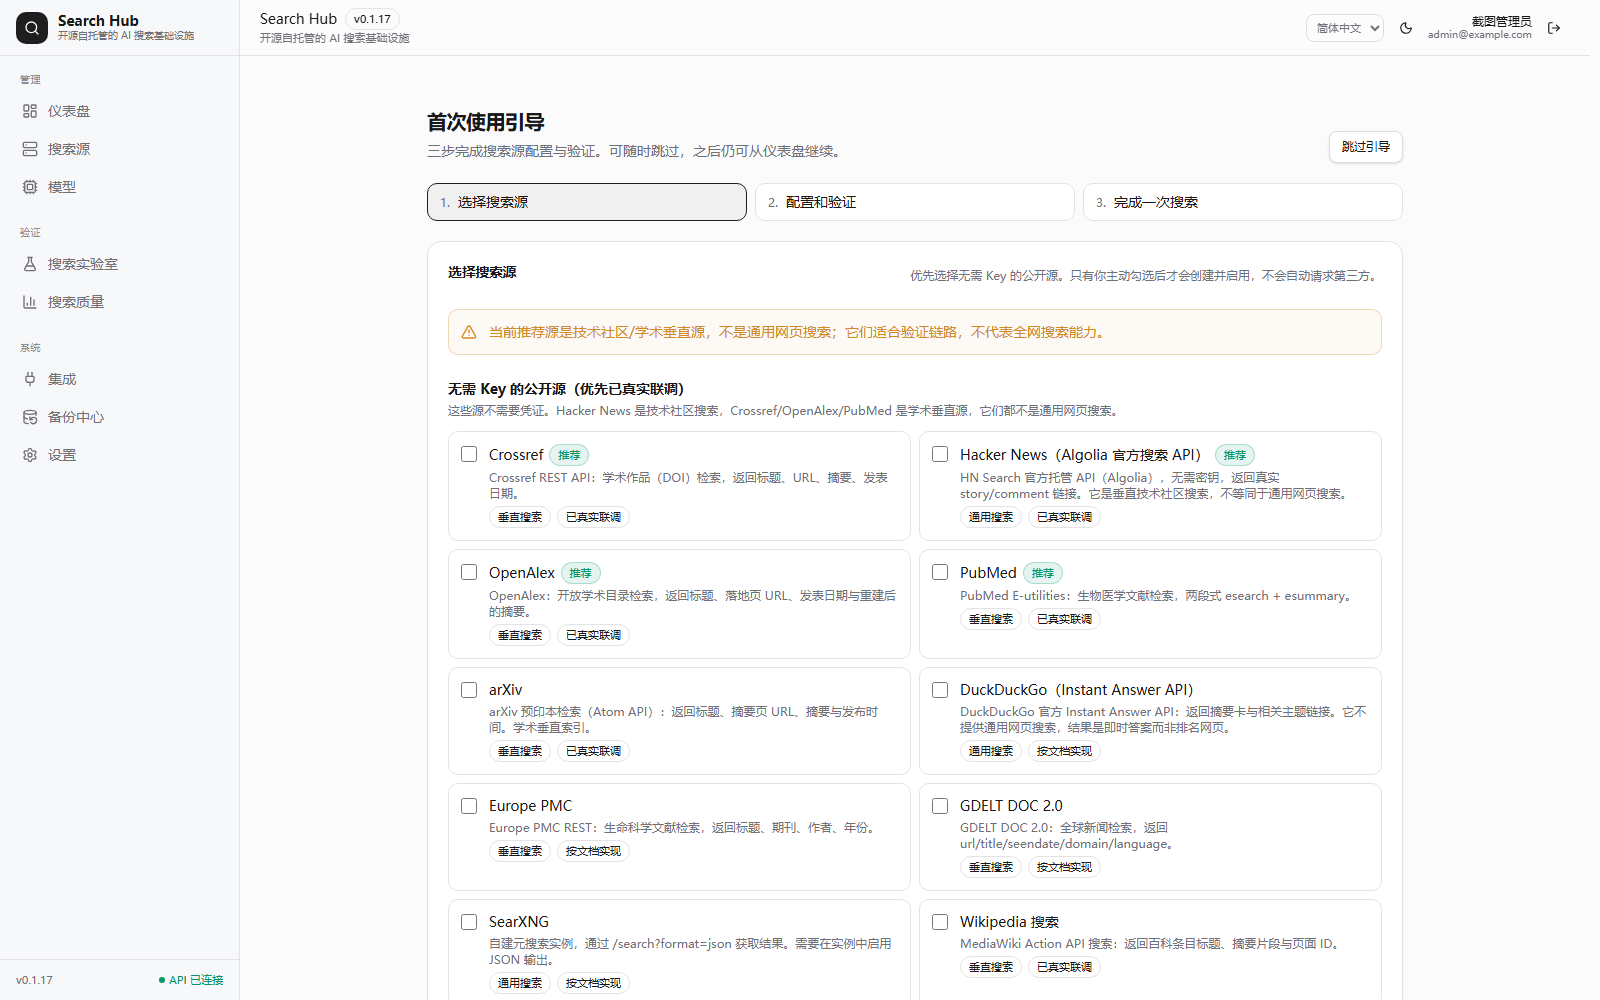 Search Hub
开源自托管的 AI 搜索基础设施
Search Hub v0.1.17
开源自托管的 AI 搜索基础设施
简体中文
截图管理员
admin@example.com
管理
仪表盘
搜索源
模型
验证
搜索实验室
搜索质量
系统
集成
备份中心
设置
v0.1.17
API 已连接
首次使用引导
三步完成搜索源配置与验证。可随时跳过，之后仍可从仪表盘继续。
跳过引导
1. 选择搜索源
2. 配置和验证
3. 完成一次搜索
选择搜索源
优先选择无需 Key 的公开源。只有你主动勾选后才会创建并启用，不会自动请求第三方。
当前推荐源是技术社区/学术垂直源，不是通用网页搜索；它们适合验证链路，不代表全网搜索能力。
无需 Key 的公开源（优先已真实联调）
这些源不需要凭证。Hacker News 是技术社区搜索，Crossref/OpenAlex/PubMed 是学术垂直源，它们都不是通用网页搜索。
Crossref 推荐
Crossref REST API：学术作品（DOI）检索，返回标题、URL、摘要、发表
日期。
垂直搜索 已真实联调
Hacker News（Algolia 官方搜索 API） 推荐
HN Search 官方托管 API（Algolia），无需密钥，返回真实
story/comment 链接。它是垂直技术社区搜索，不等同于通用网页搜索。
通用搜索 已真实联调
OpenAlex 推荐
OpenAlex：开放学术目录检索，返回标题、落地页 URL、发表日期与重建后
的摘要。
垂直搜索 已真实联调
PubMed 推荐
PubMed E-utilities：生物医学文献检索，两段式 esearch + esummary。
垂直搜索 已真实联调
arXiv
arXiv 预印本检索（Atom API）：返回标题、摘要页 URL、摘要与发布时
间。学术垂直索引。
垂直搜索 已真实联调
DuckDuckGo（Instant Answer API）
DuckDuckGo 官方 Instant Answer API：返回摘要卡与相关主题链接。它不
提供通用网页搜索，结果是即时答案而非排名网页。
通用搜索 按文档实现
Europe PMC
Europe PMC REST：生命科学文献检索，返回标题、期刊、作者、年份。
垂直搜索 按文档实现
GDELT DOC 2.0
GDELT DOC 2.0：全球新闻检索，返回
url/title/seendate/domain/language。
垂直搜索 按文档实现
SearXNG
自建元搜索实例，通过 /search?format=json 获取结果。需要在实例中启用
JSON 输出。
通用搜索 按文档实现
Wikipedia 搜索
MediaWiki Action API 搜索：返回百科条目标题、摘要片段与页面 ID。
垂直搜索 已真实联调